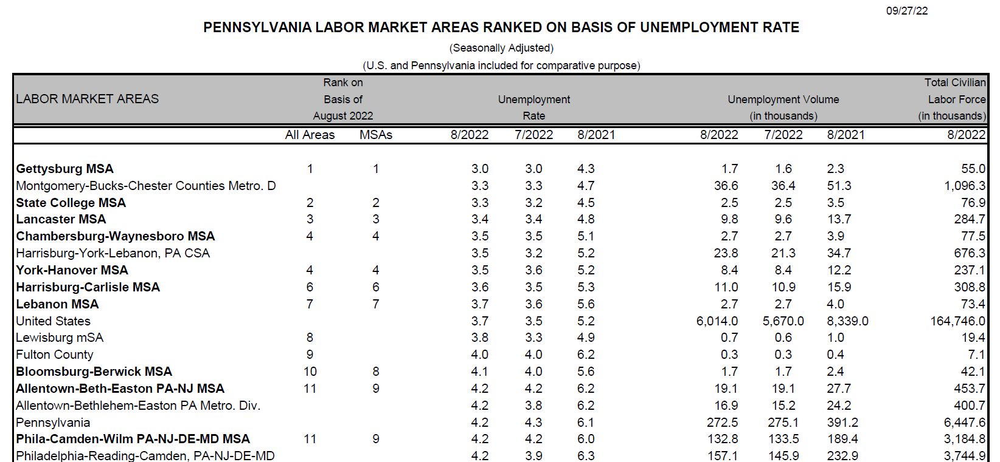 09/27/22
PENNSYLVANIA LABOR MARKET AREAS RANKED ON BASIS OF UNEMPLOYMENT RATE
(Seasonally Adjusted)
(U.S. and Pennsylvania included for comparative purpose)
Rank on Total Civilian
LABOR MARKET AREAS Basis of Unemployment Unemployment Volume Labor Force
August 2022 Rate (in thousands) (in thousands)
All Areas MSAs 8/2022 7/2022 8/2021 8/2022 7/2022 8/2021 8/2022
Gettysburg MSA 1 1 3.0 3.0 4.3 1.7 1.6 2.3 55.0
Montgomery-Bucks-Chester Counties Metro. D 3.3 3.3 4.7 36.6 36.4 51.3 1,096.3
State College MSA 2 2 3.3 3.2 4.5 2.5 2.5 3.5 76.9
Lancaster MSA 3 3 3.4 3.4 4.8 9.8 9.6 13.7 284.7
Chambersburg-Waynesboro MSA 4 4 3.5 3.5 5.1 2.7 2.7 3.9 77.5
Harrisburg-York-Lebanon, PA CSA 3.5 3.2 5.2 23.8 21.3 34.7 676.3
York-Hanover MSA 4 4 3.5 3.6 5.2 8.4 8.4 12.2 237.1
Harrisburg-Carlisle MSA 6 6 3.6 3.5 5.3 11.0 10.9 15.9 308.8
Lebanon MSA 7 7 3.7 3.6 5.6 2.7 2.7 4.0 73.4
United States 3.7 3.5 5.2 6,014.0 5,670.0 8,339.0 164,746.0
Lewisburg mSA 8 3.8 3.3 4.9 0.7 0.6 1.0 19.4
Fulton County 9 4.0 4.0 6.2 0.3 0.3 0.4 7.1
Bloomsburg-Berwick MSA 10 8 4.1 4.0 5.6 1.7 1.7 2.4 42.1
Allentown-Beth-Easton PA-NJ MSA 11 9 4.2 4.2 6.2 19.1 19.1 27.7 453.7
Allentown-Bethlehem-Easton PA Metro. Div. 4.2 3.8 6.2 16.9 15.2 24.2 400.7
Pennsylvania 4.2 4.3 6.1 272.5 275.1 391.2 6,447.6
Phila-Camden-Wilm PA-NJ-DE-MD MSA 11 9 4.2 4.2 6.0 132.8 133.5 189.4 3,184.8
Philadelphia-Reading-Camden, PA-NJ-DE-MD 4.2 3.9 6.3 157.1 145.9 232.9 3,744.9